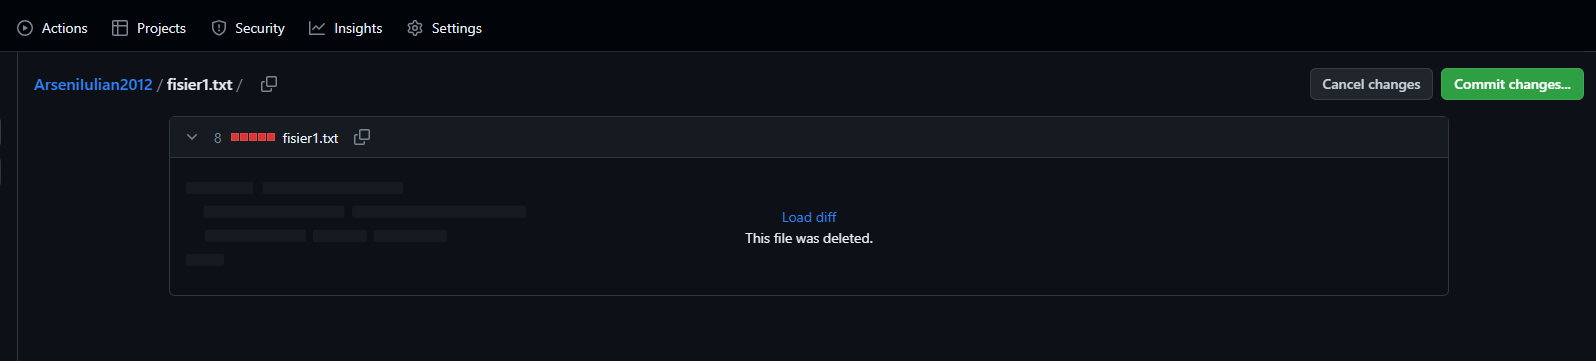 Actions Projects Security Insights Settings
ArseniIulian2012 / fisier1.txt / Cancel changes Commit changes...
8 fisier1.txt
Load diff
This file was deleted.